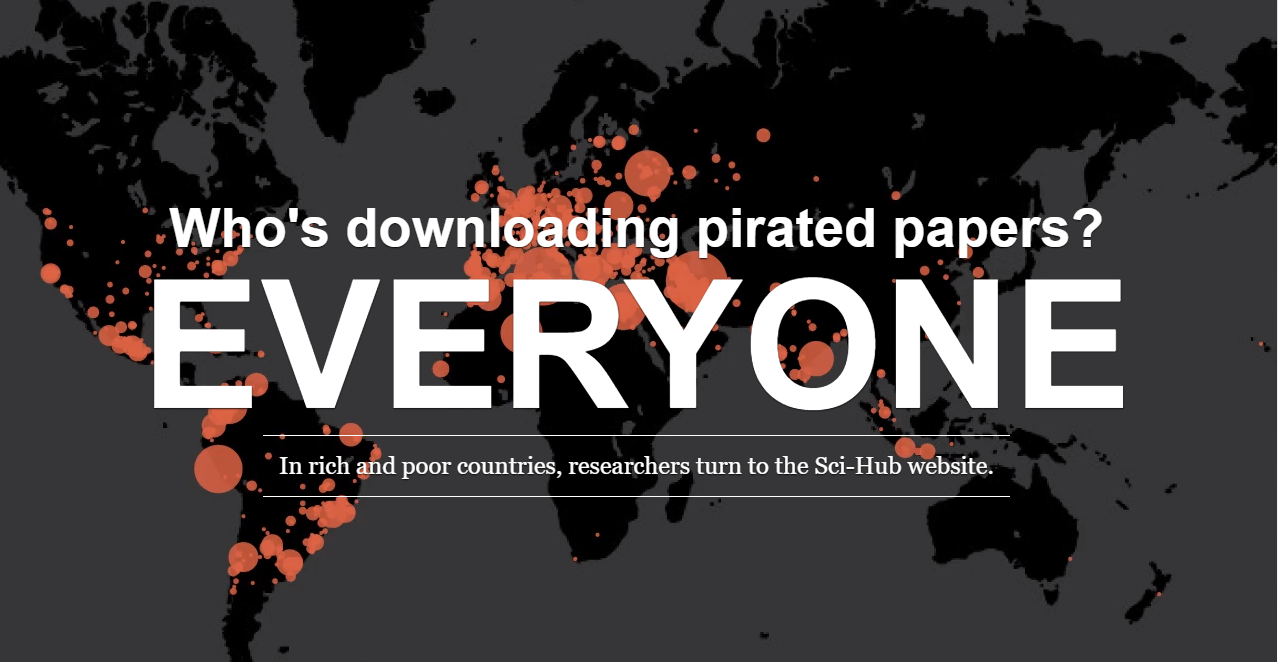 Who's downloading pirated papers?
EVERYONE
In rich and poor countries, researchers turn to the Sci-Hub website.